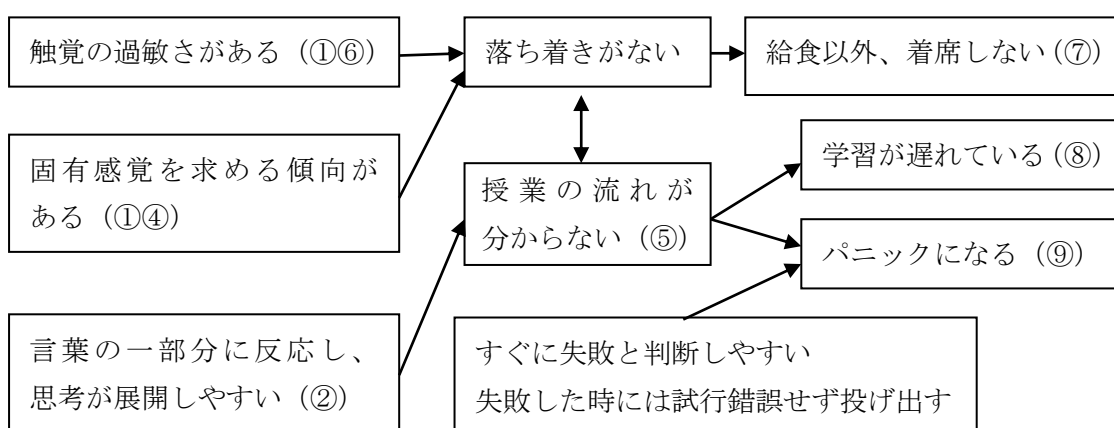 触覚の過敏さがある（①⑥）
落ち着きがない
給食以外、着席しない（⑦）
固有感覚を求める傾向が
ある（①④）
授業の流れが
分からない（⑤）
学習が遅れている（⑧）
パニックになる（⑨）
言葉の一部分に反応し、
思考が展開しやすい（②）
すぐに失敗と判断しやすい
失敗した時には試行錯誤せず投げ出す